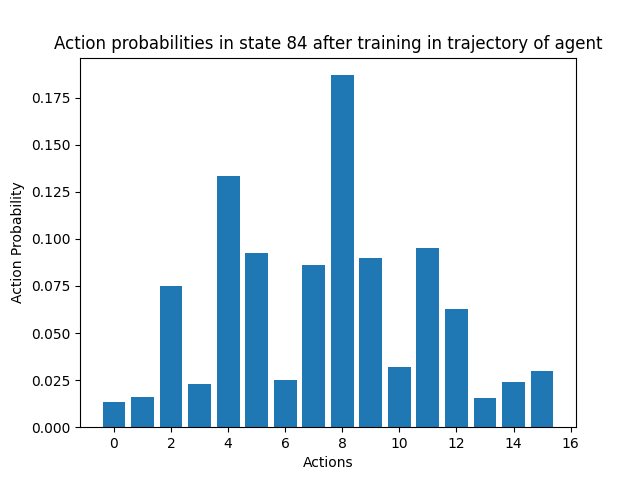 Action probabilities in state 84 after training in trajectory of agent
0.175
0.150
0.125
0.100
0.075
0.050
0.025
0.000
Action Probability
0 2 4 6 8 10 12 14 16
Actions